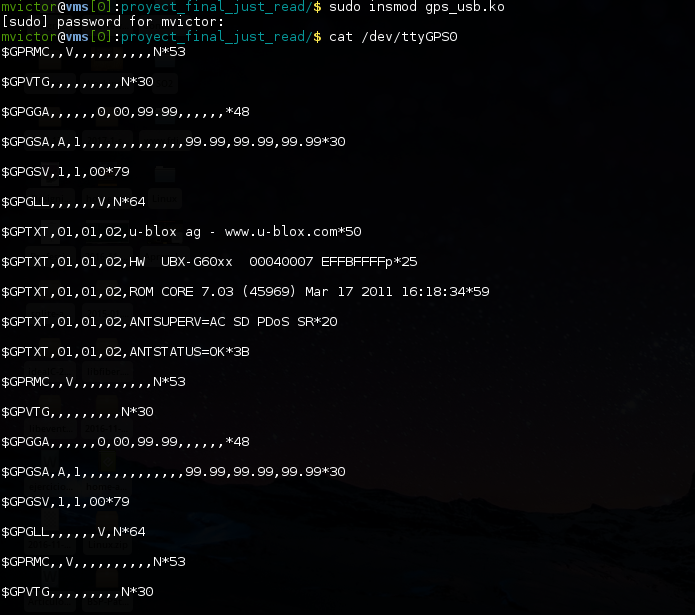 mvictor@vms[0]:proyect_final_just_read/$ sudo insmod gps_usb.ko
[sudo] password for mvictor:
mvictor@vms[0]:proyect_final_just_read/$ cat /dev/ttyGPS0
$GPRMC,,V,,,,,,,,,,N*53
$GPVTG,,,,,,,,,N*30
$GPGGA,,,,,,0,00,99.99,,,,,,*48
$GPGSA,A,1,,,,,,,,,,,,,99.99,99.99,99.99*30
$GPGSV,1,1,00*79
$GPGLL,,,,,,V,N*64
$GPTXT,01,01,02,u-blox ag - www.u-blox.com*50
$GPTXT,01,01,02,HW  UBX-G60xx  00040007 EFFBFFFFp*25
$GPTXT,01,01,02,ROM CORE 7.03 (45969) Mar 17 2011 16:18:34*59
$GPTXT,01,01,02,ANTSUPERV=AC SD PDoS SR*20
$GPTXT,01,01,02,ANTSTATUS=OK*3B
$GPRMC,,V,,,,,,,,,,N*53
$GPVTG,,,,,,,,,N*30
$GPGGA,,,,,,0,00,99.99,,,,,,*48
$GPGSA,A,1,,,,,,,,,,,,,99.99,99.99,99.99*30
$GPGSV,1,1,00*79
$GPGLL,,,,,,V,N*64
$GPRMC,,V,,,,,,,,,,N*53
$GPVTG,,,,,,,,,N*30